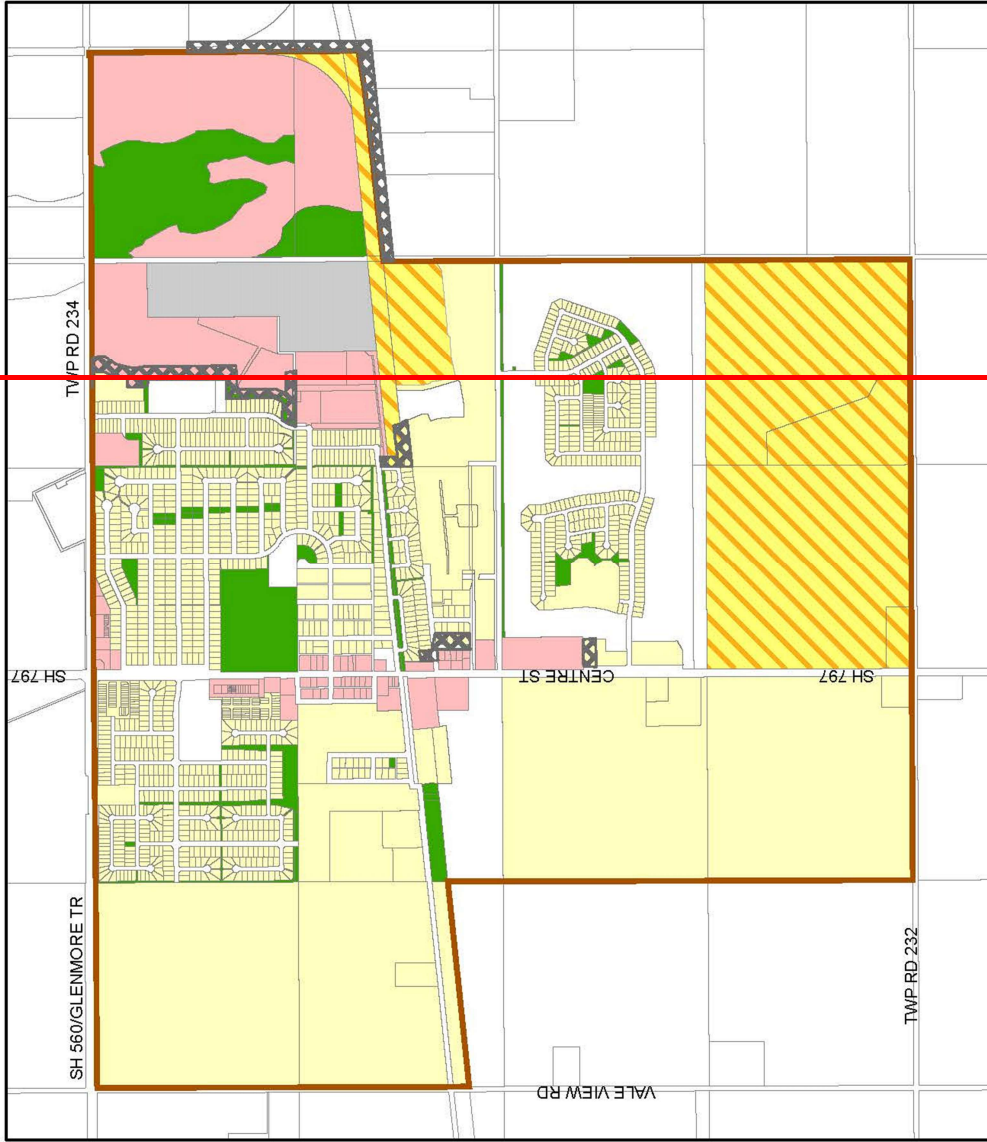 TWP RD 234
SH 797
CENTRE ST
SH 797
SH 560/GLENMORE TR
TWP RD 232
VALE VIEW RD